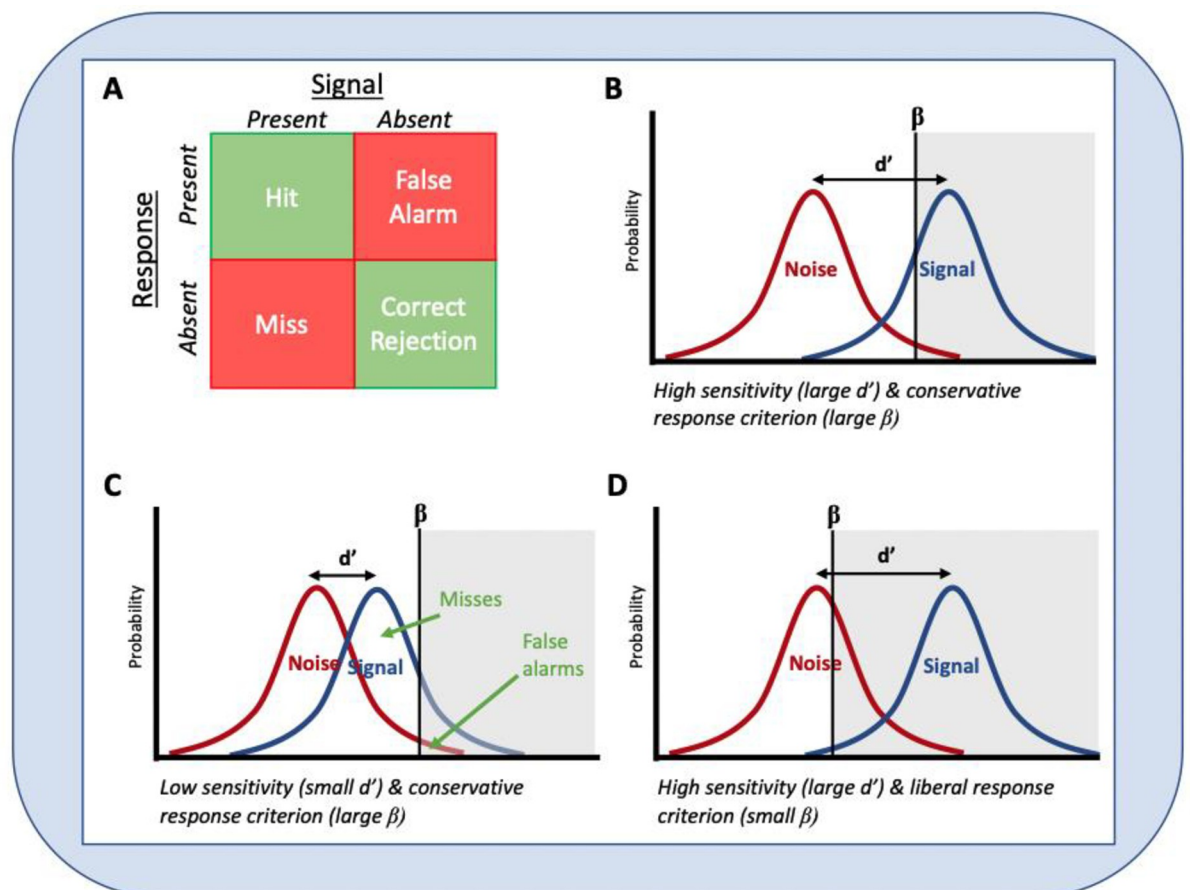 A
Signal
Present Absent
Response
Present
Absent
Hit
False
Alarm
Miss
Correct
Rejection
B
β
d’
Probability
Noise
Signal
High sensitivity (large d’) & conservative
response criterion (large β)
C
β
d’
Probability
Misses
False
alarms
Noise
Signal
Low sensitivity (small d’) & conservative
response criterion (large β)
D
β
d’
Probability
Noise
Signal
High sensitivity (large d’) & liberal response
criterion (small β)